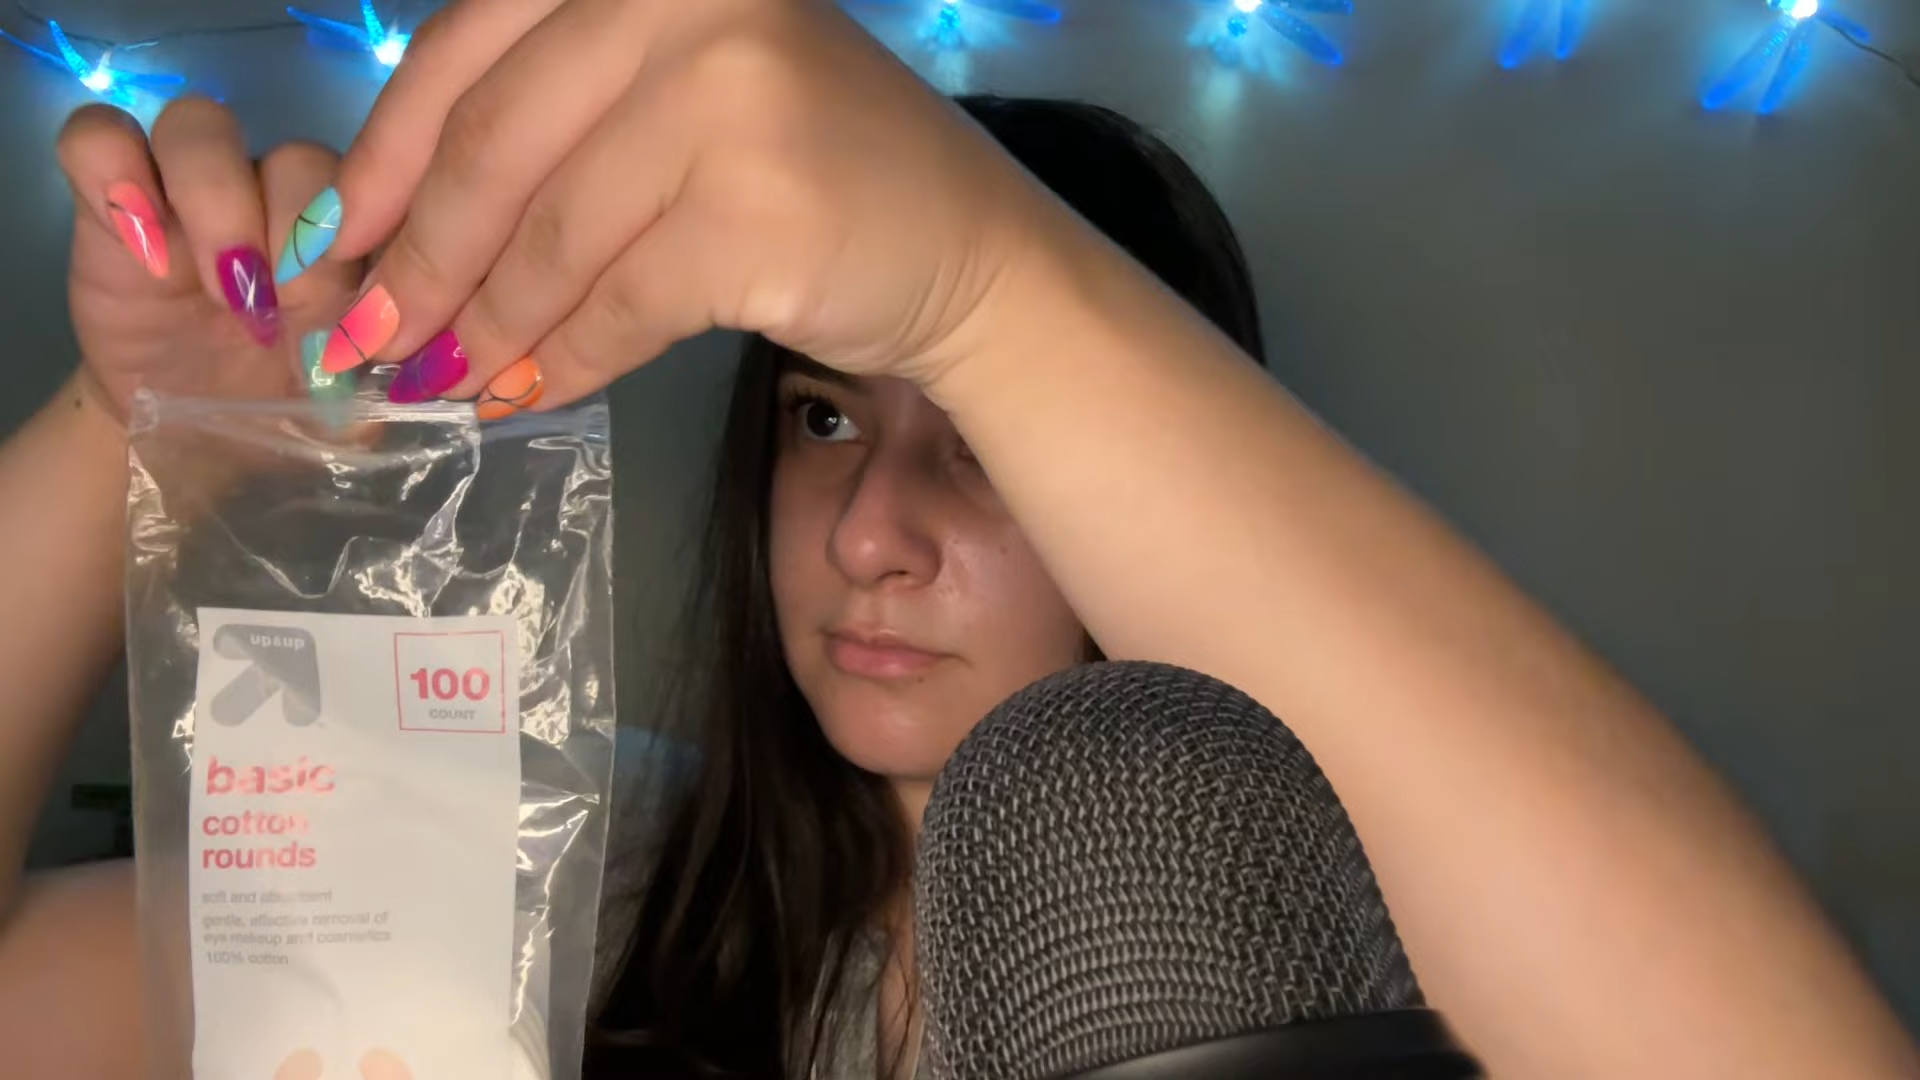 up&up
100
COUNT
basic
cotton
rounds
soft and absorbent
gentle, effective removal of
eye makeup and cosmetics
100% cotton